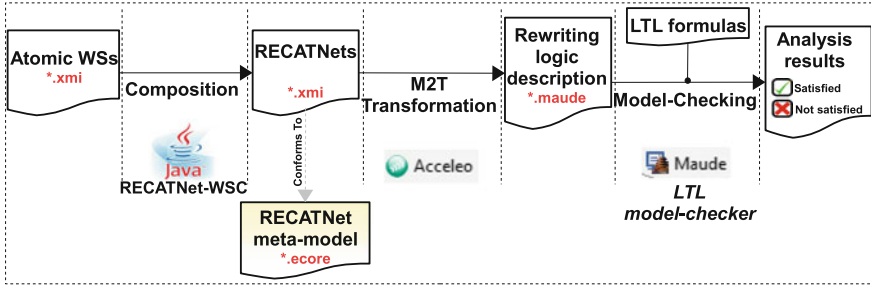 Atomic WSs
*.xmi
Composition
Java
RECATNet-WSC
RECATNets
*.xmi
Conforms To
RECATNet
meta-model
*.ecore
M2T
Transformation
Acceleo
Rewriting
logic
description
*.maude
LTL formulas
Model-Checking
Maude
LTL
model-checker
Analysis
results
Satisfied
Not satisfied